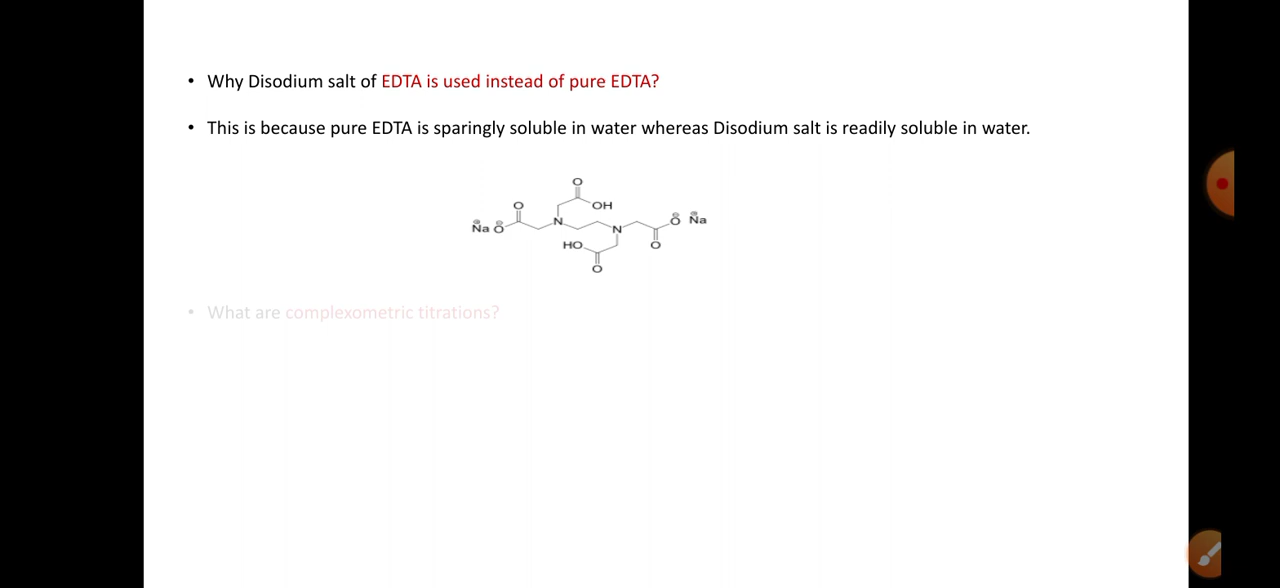 • Why Disodium salt of EDTA is used instead of pure EDTA?
• This is because pure EDTA is sparingly soluble in water whereas Disodium salt is readily soluble in water.
O
O OH
Na O N O Na
N
HO O
O
• What are complexometric titrations?